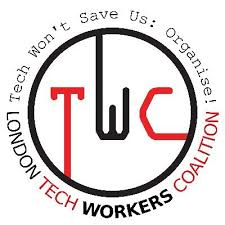 Tech Won't Save Us: Organise!
TWC
LONDON TECH WORKERS COALITION